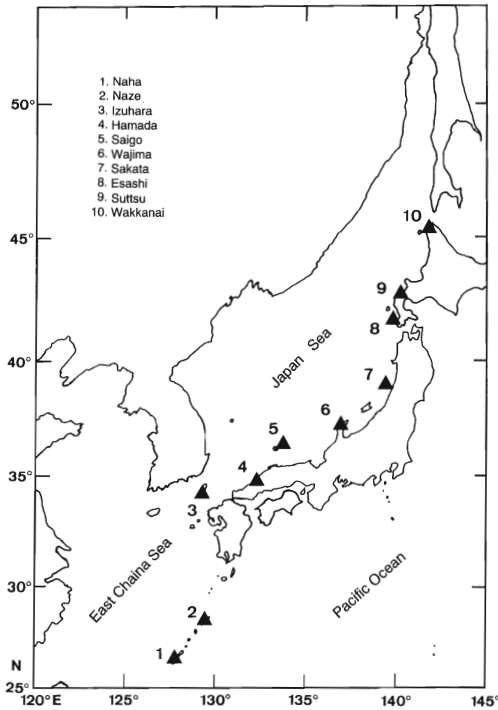 50°
1. Naha
2. Naze
3. Izuhara
4. Hamada
5. Saigo
6. Wajima
7. Sakata
8. Esashi
9. Suttsu
10. Wakkanai
10
45°
9
8
Japan Sea
40°
7
6
5
4
35°
3
East Chaina Sea
Pacific Ocean
30°
2
1
N
25°
120°E 125° 130° 135° 140° 145°